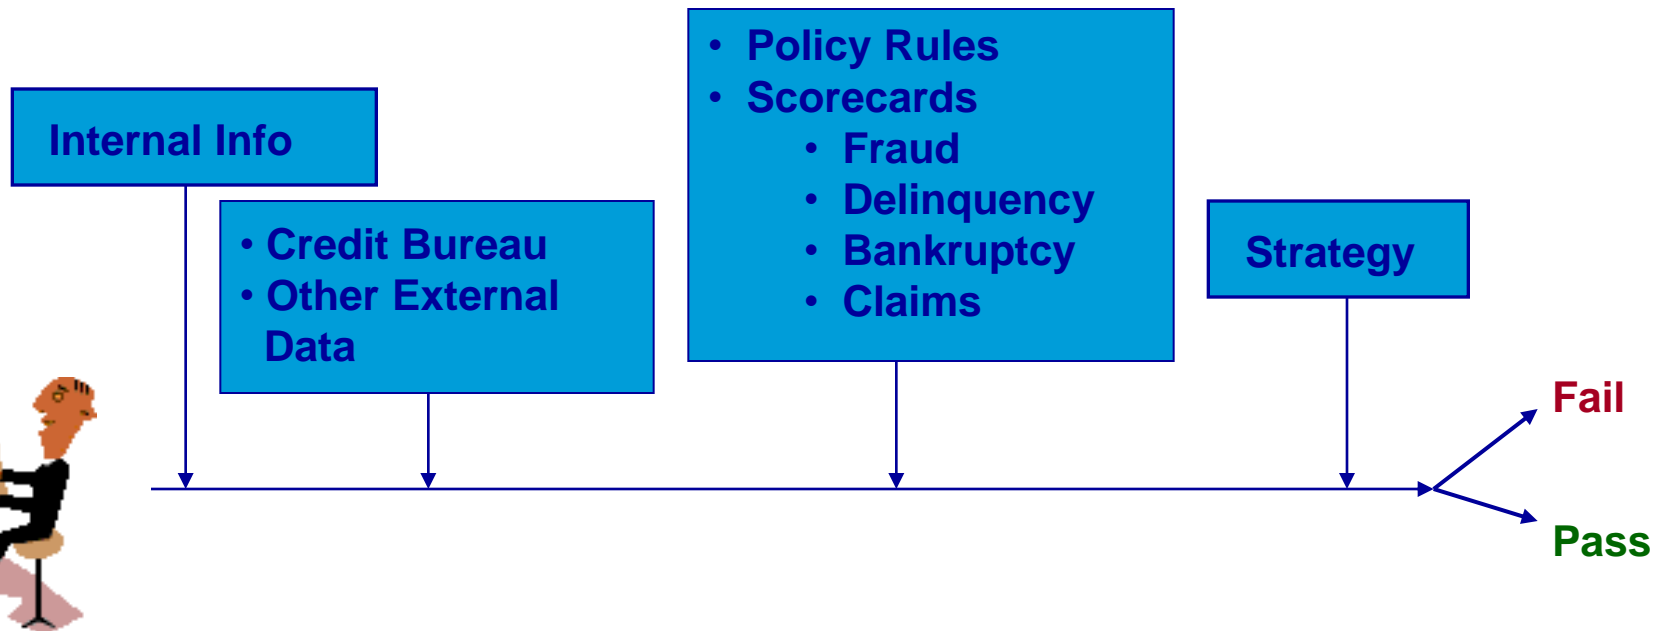 Internal Info
• Credit Bureau
• Other External
Data
• Policy Rules
• Scorecards
• Fraud
• Delinquency
• Bankruptcy
• Claims
Strategy
Fail
Pass